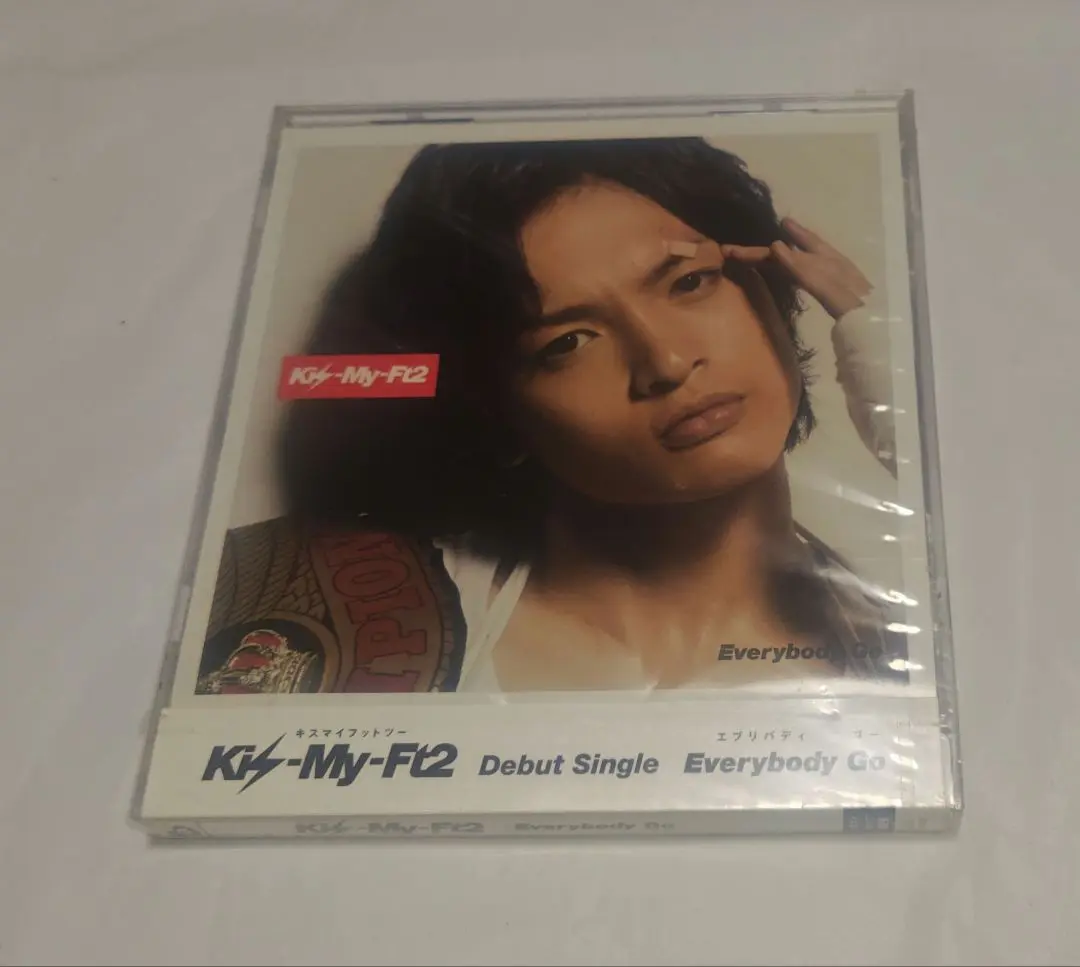 Kis-My-Ft2
APION
Everybody Go
キスマイフットツー
エブリバディ ゴー
Kis-My-Ft2 Debut Single Everybody Go
Kis-My-Ft2 Everybody Go